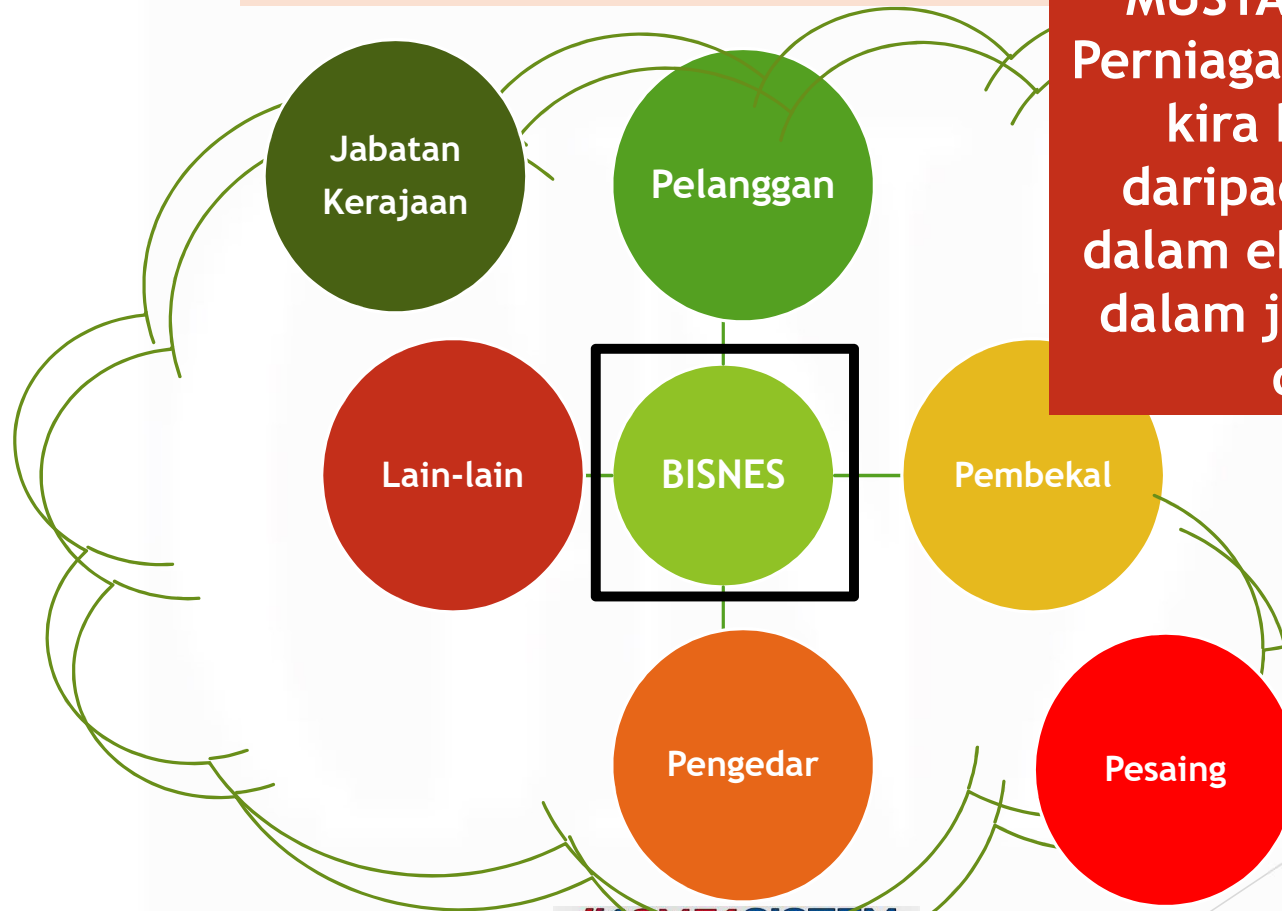 Perniaga
kira
daripa
dalam
dalam
Jabatan
Kerajaan
Pelanggan
Lain-lain
BISNES
Pembekal
Pengedar
Pesaing